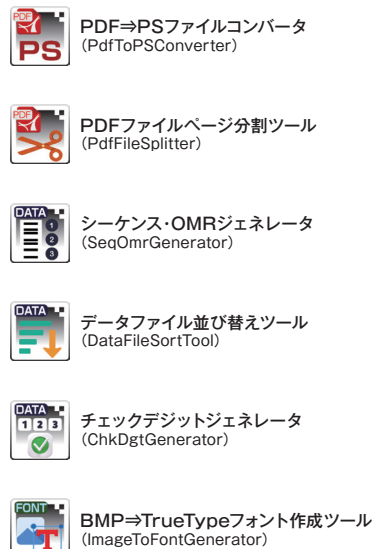 PDF
PS
PDF⇒PSファイルコンバータ
(PdfToPSConverter)
PDF
PDFファイルページ分割ツール
(PdfFileSplitter)
DATA
1
2
3
シーケンス・OMRジェネレータ
(SeqOmrGenerator)
DATA
データファイル並び替えツール
(DataFileSortTool)
DATA
1 2 3
チェックデジットジェネレータ
(ChkDgtGenerator)
FONT
T
BMP⇒TrueTypeフォント作成ツール
(ImageToFontGenerator)